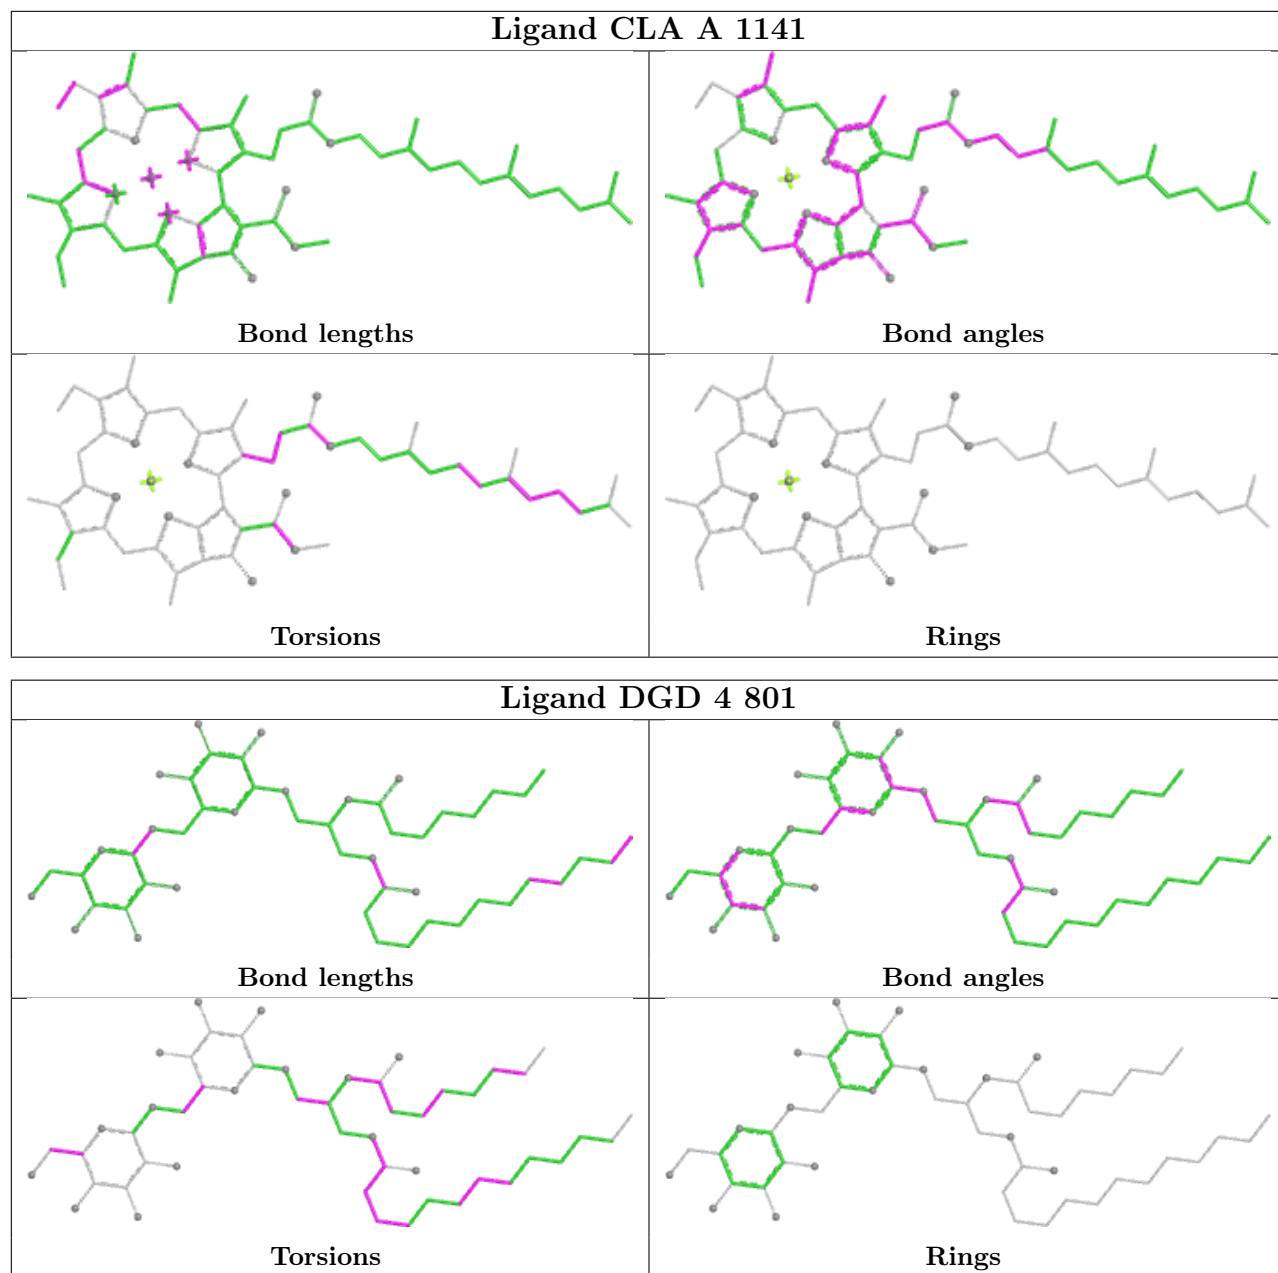 Ligand CLA A 1141
Bond lengths
Bond angles
Torsions
Rings
Ligand DGD 4 801
Bond lengths
Bond angles
Torsions
Rings